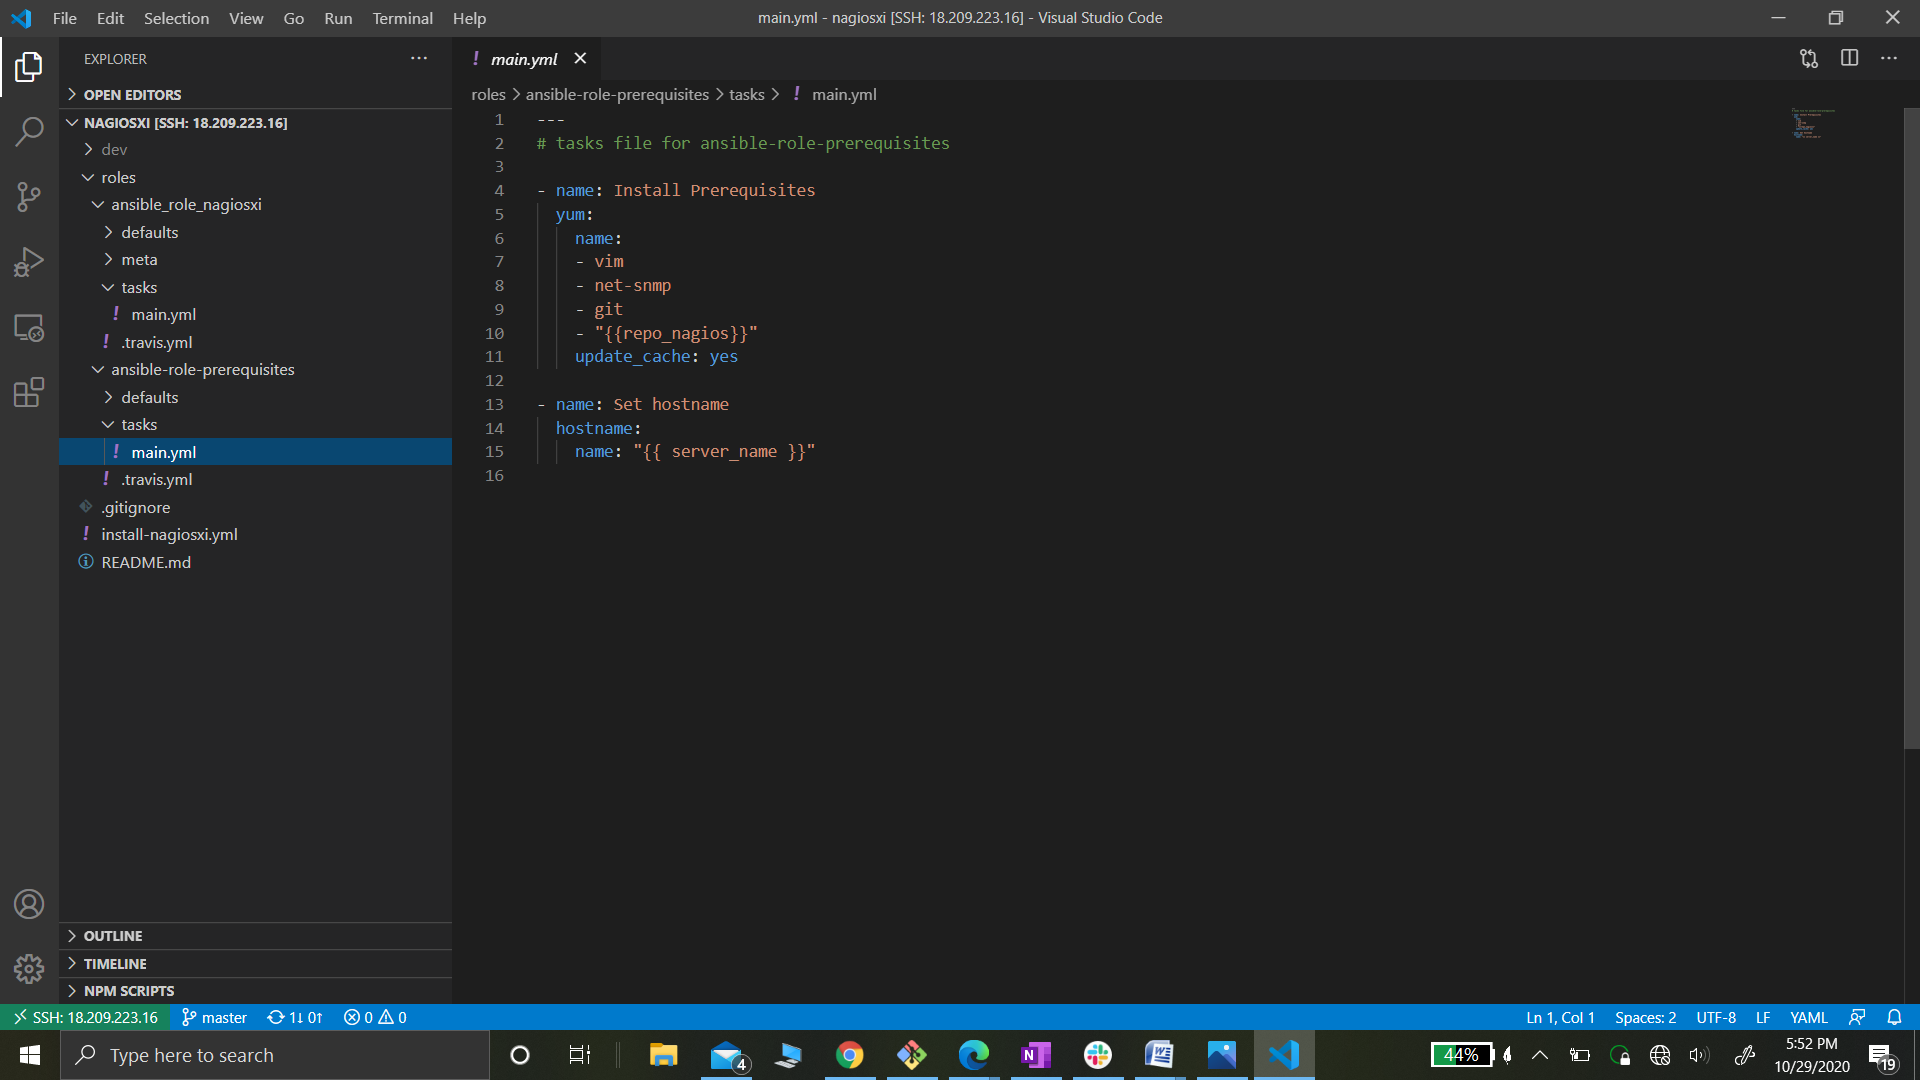 File Edit Selection View Go Run Terminal Help
main.yml - nagiosxi [SSH: 18.209.223.16] - Visual Studio Code
EXPLORER
OPEN EDITORS
NAGIOSXI [SSH: 18.209.223.16]
dev
roles
ansible_role_nagiosxi
defaults
meta
tasks
! main.yml
! .travis.yml
ansible-role-prerequisites
defaults
tasks
! main.yml
! .travis.yml
.gitignore
! install-nagiosxi.yml
README.md
OUTLINE
TIMELINE
NPM SCRIPTS
! main.yml
roles > ansible-role-prerequisites > tasks > ! main.yml
1 ---
2 # tasks file for ansible-role-prerequisites
3
4 - name: Install Prerequisites
5 yum:
6 name:
7 - vim
8 - net-snmp
9 - git
10 - "{{repo_nagios}}"
11 update_cache: yes
12
13 - name: Set hostname
14 hostname:
15 name: "{{ server_name }}"
16
SSH: 18.209.223.16 master 1↓ 0↑ 0 0 Ln 1, Col 1 Spaces: 2 UTF-8 LF YAML
Type here to search
4
44%
5:52 PM
10/29/2020
19